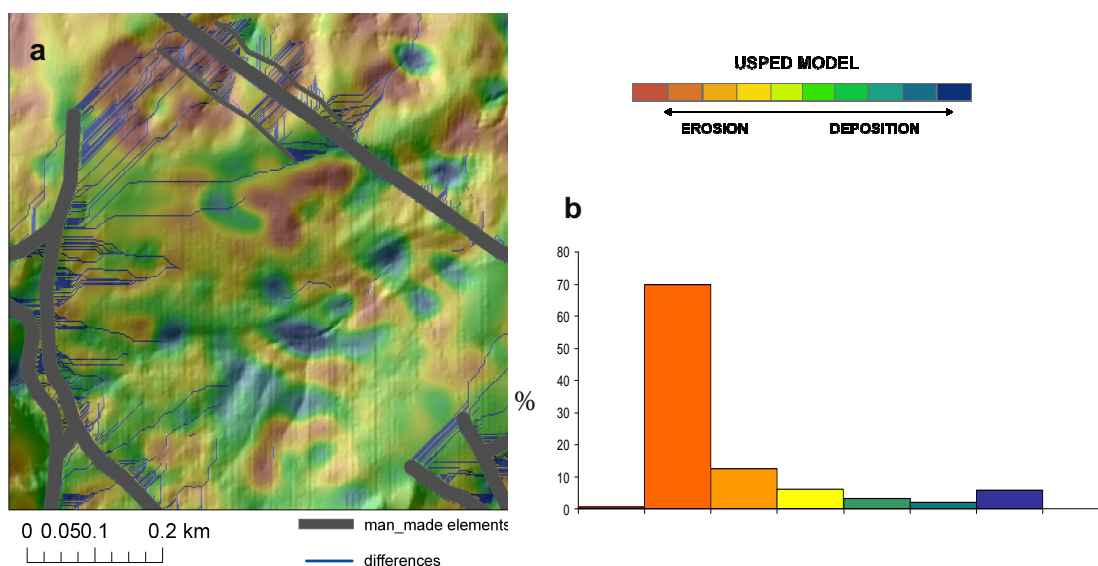 a
USPED MODEL
EROSION DEPOSITION
b
80
70
60
50
40
30
20
10
0
%
0 0.050.1 0.2 km
man_made elements
differences